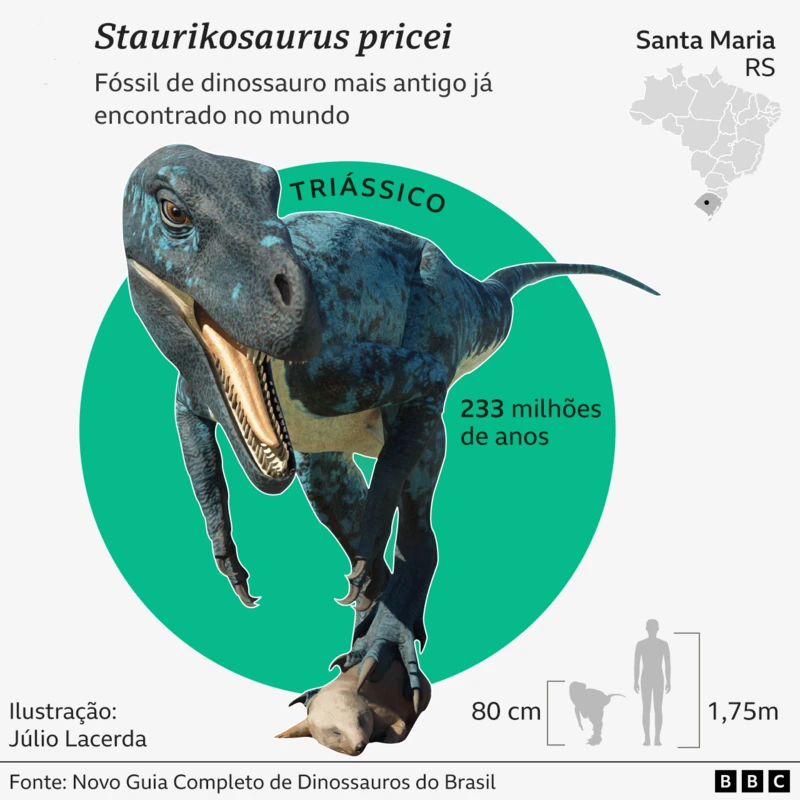 Staurikosaurus pricei
Fóssil de dinossauro mais antigo já
encontrado no mundo
Santa Maria
RS
TRIÁSSICO
233 milhões
de anos
80 cm
1,75m
Ilustração:
Júlio Lacerda
Fonte: Novo Guia Completo de Dinossauros do Brasil
BBC